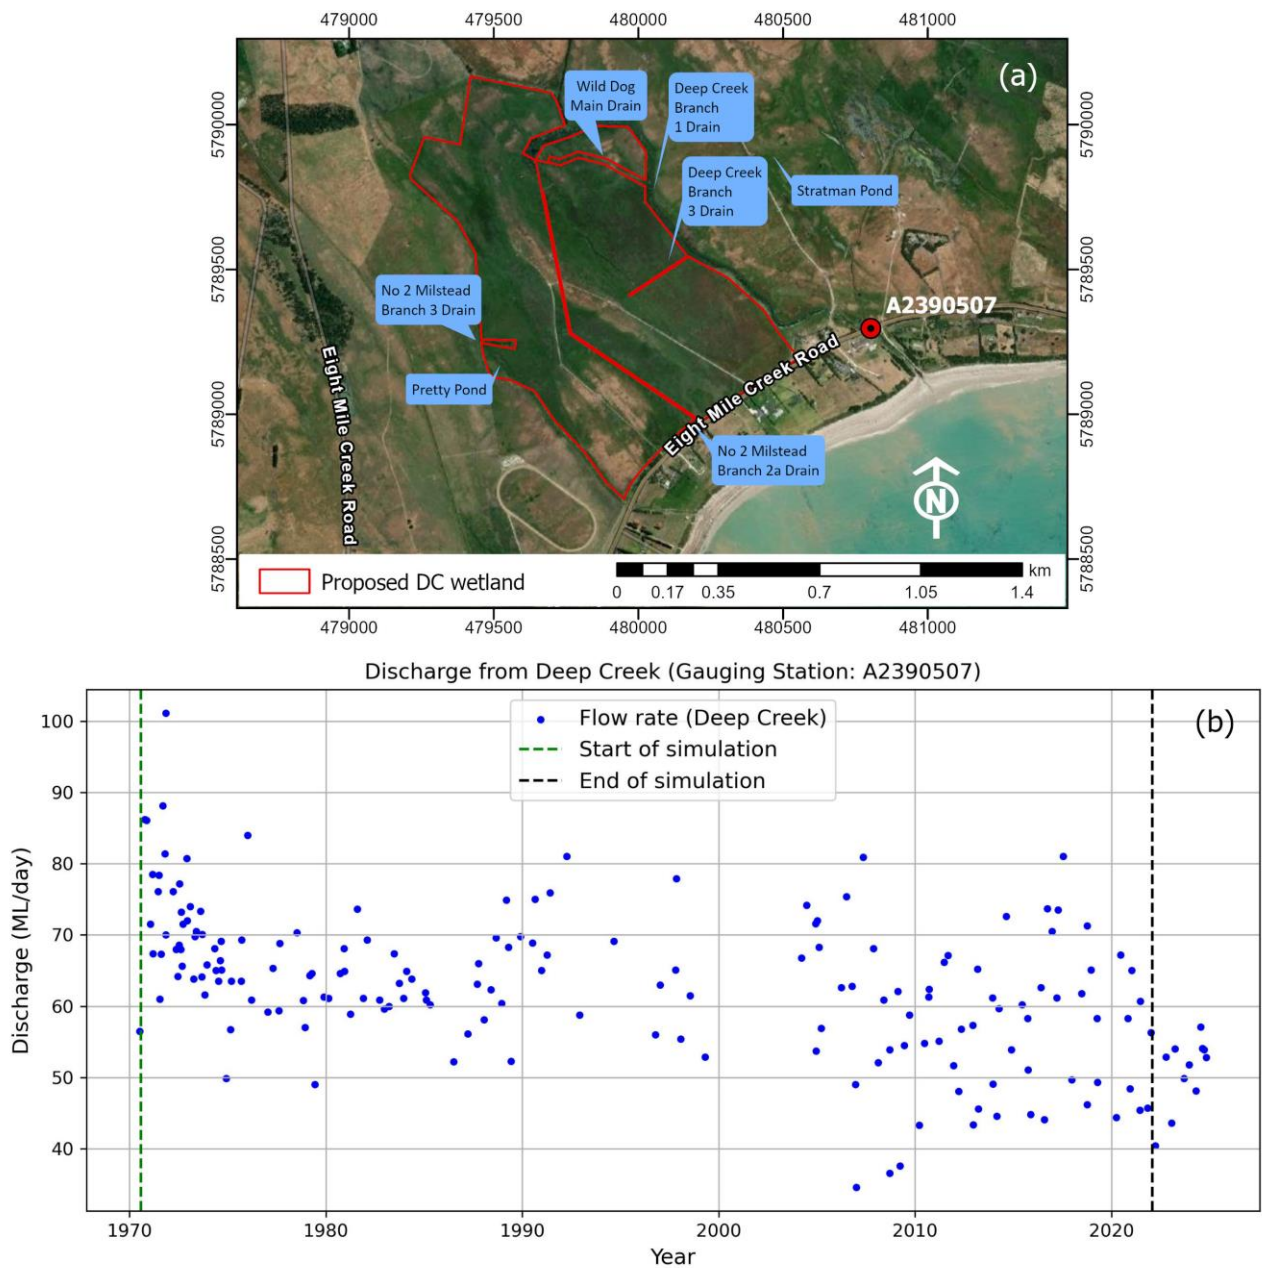 479000 479500 480000 480500 481000
(a)
5790000
5789500
5789000
5788500
5790000
5789500
5789000
5788500
Wild Dog
Main Drain
Deep Creek
Branch
1 Drain
Deep Creek
Branch
3 Drain
Stratman Pond
No 2 Milstead
Branch 3 Drain
Pretty Pond
A2390507
Eight Mile Creek Road
Eight Mile Creek Road
No 2 Milstead
Branch 2a Drain
N
Proposed DC wetland
km
0 0.17 0.35 0.7 1.05 1.4
479000 479500 480000 480500 481000
Discharge from Deep Creek (Gauging Station: A2390507)
(b)
Flow rate (Deep Creek)
Start of simulation
End of simulation
Discharge (ML/day)
100
90
80
70
60
50
40
1970 1980 1990 2000 2010 2020
Year